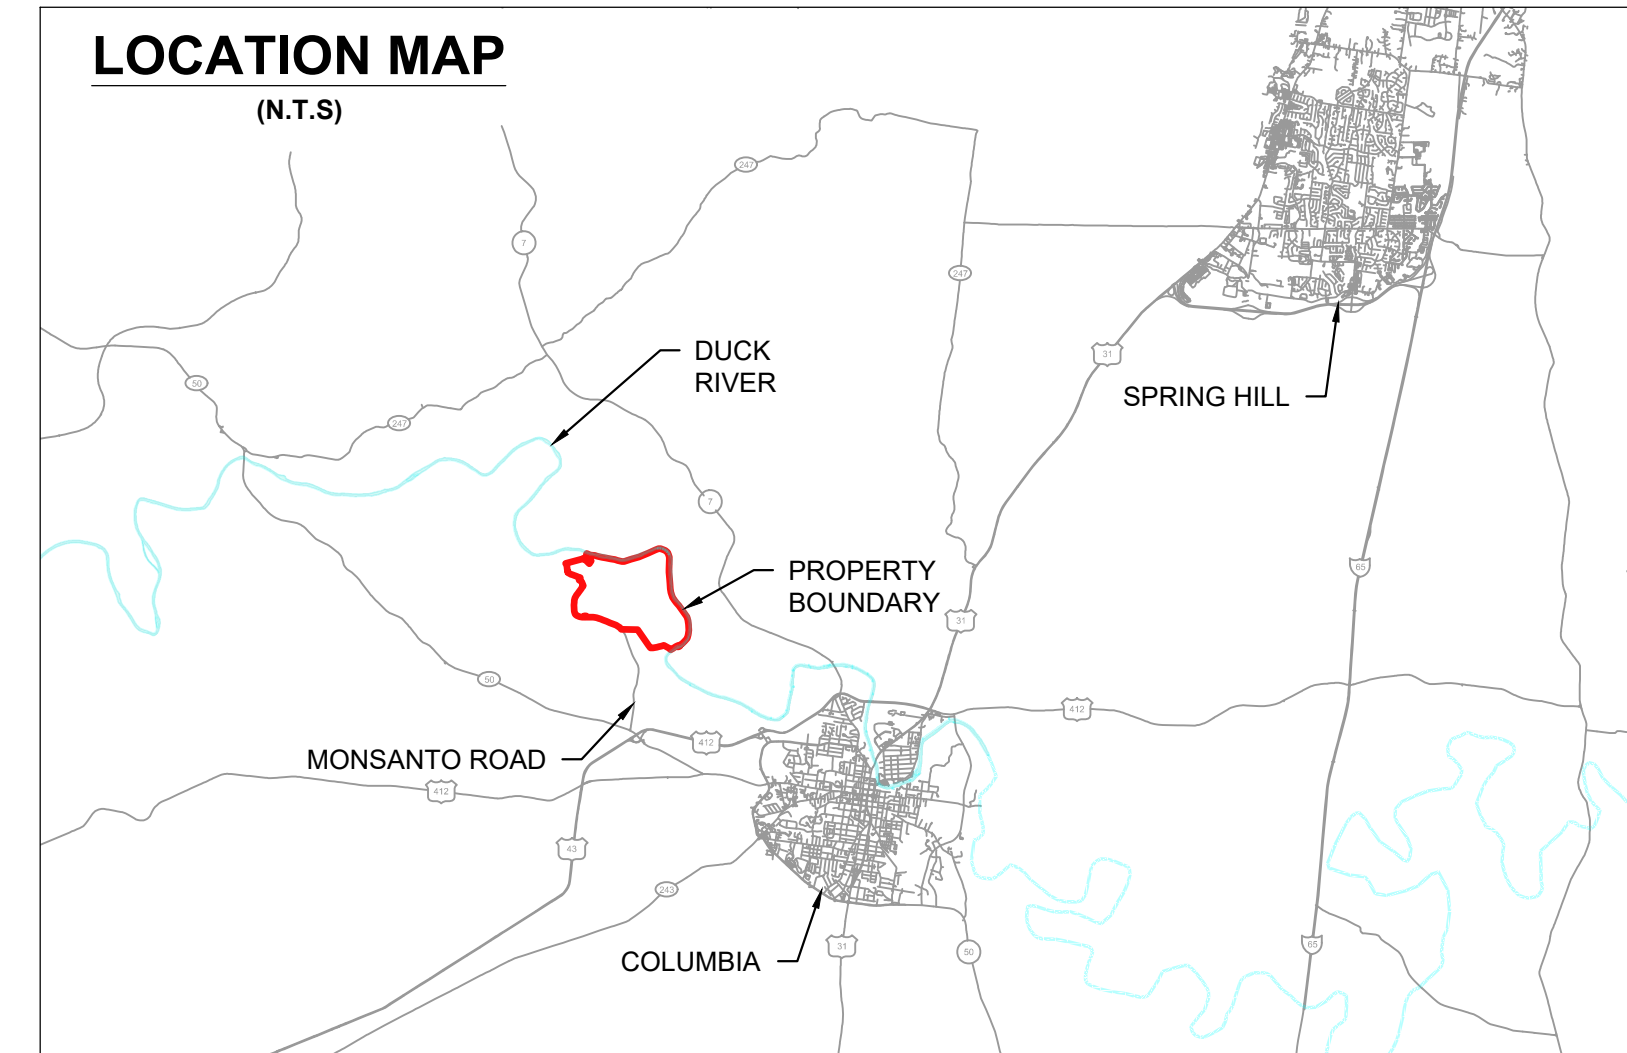 LOCATION MAP
(N.T.S)
247
7
247
31
DUCK
RIVER
50
SPRING HILL
247
7
PROPERTY
BOUNDARY
65
31
50
412
412
MONSANTO ROAD
412
43
243
31
65
50
COLUMBIA